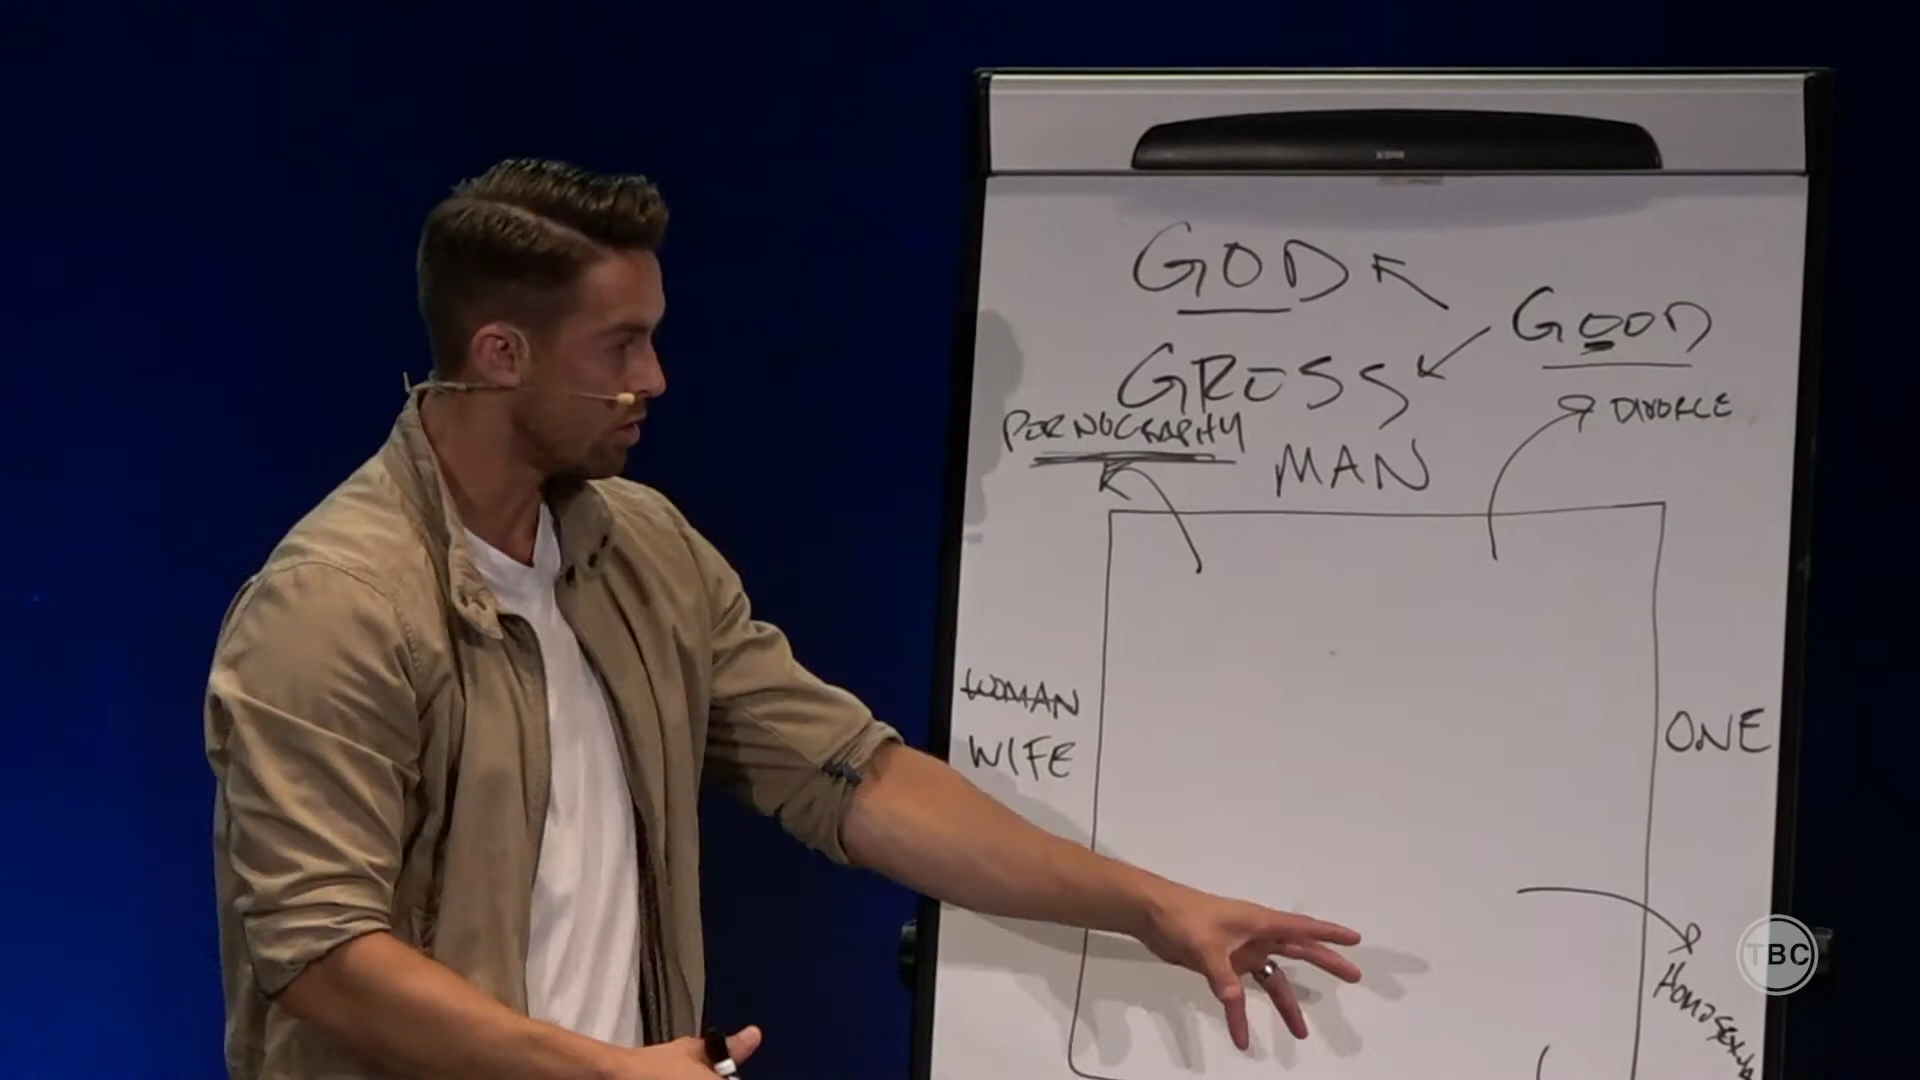 GOD
GOOD
GROSS
DIVORCE
PORNOGRAPHY
MAN
WOMAN
WIFE
ONE
TBC